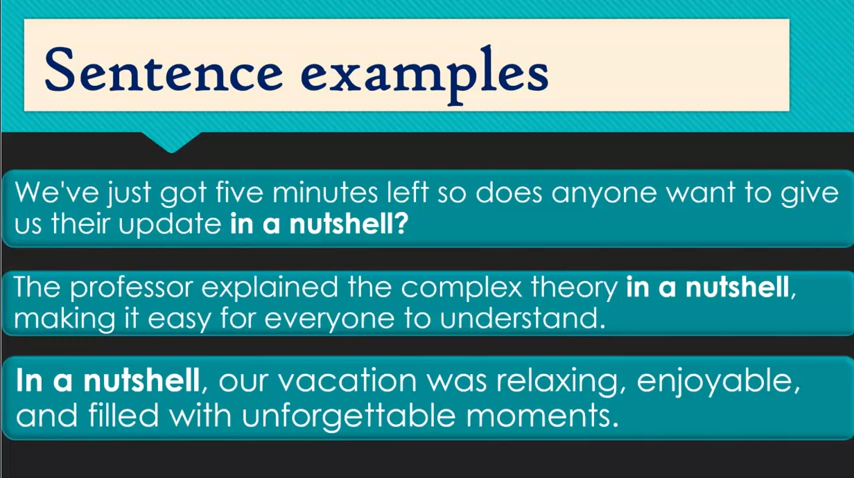 Sentence examples
We've just got five minutes left so does anyone want to give
us their update in a nutshell?
The professor explained the complex theory in a nutshell,
making it easy for everyone to understand.
In a nutshell, our vacation was relaxing, enjoyable,
and filled with unforgettable moments.